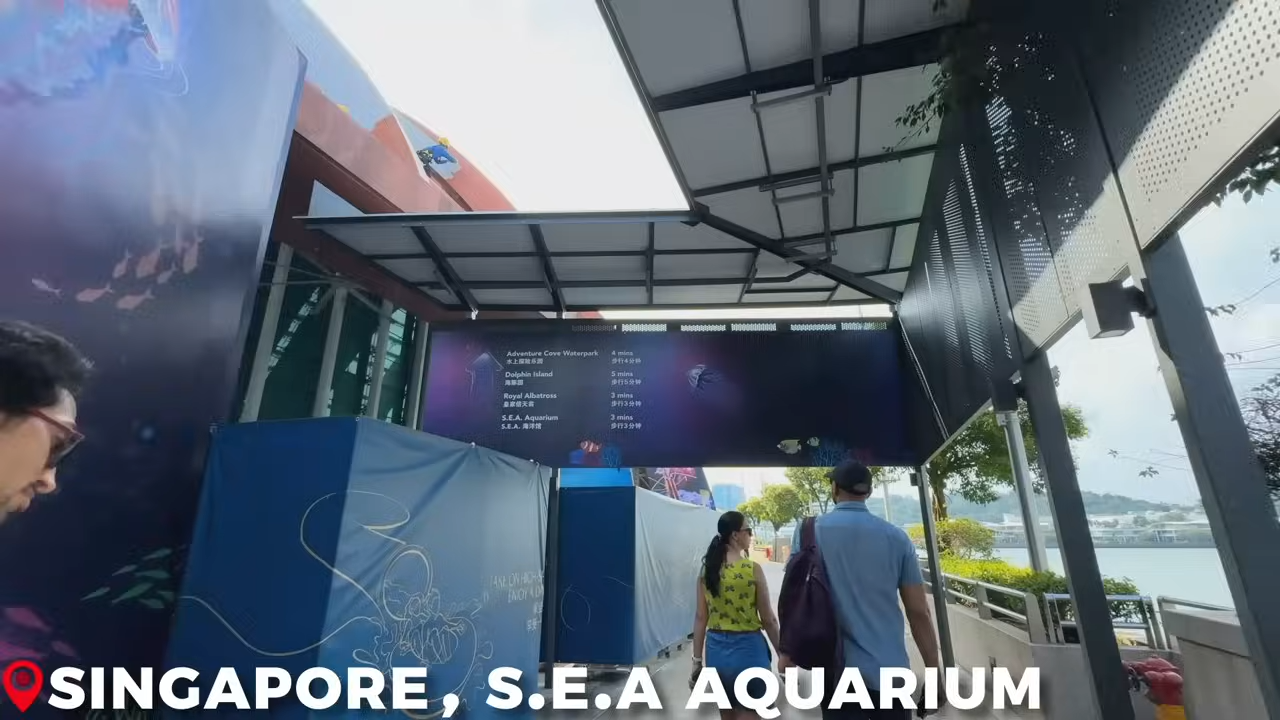 Adventure Cove Waterpark 4 mins
水上探险乐园 步行4分钟
Dolphin Island 5 mins
海豚园 步行5分钟
Royal Albatross 3 mins
皇家信天翁 步行3分钟
S.E.A. Aquarium 3 mins
S.E.A. 海洋馆 步行3分钟
ENJOY
SINGAPORE, S.E.A AQUARIUM